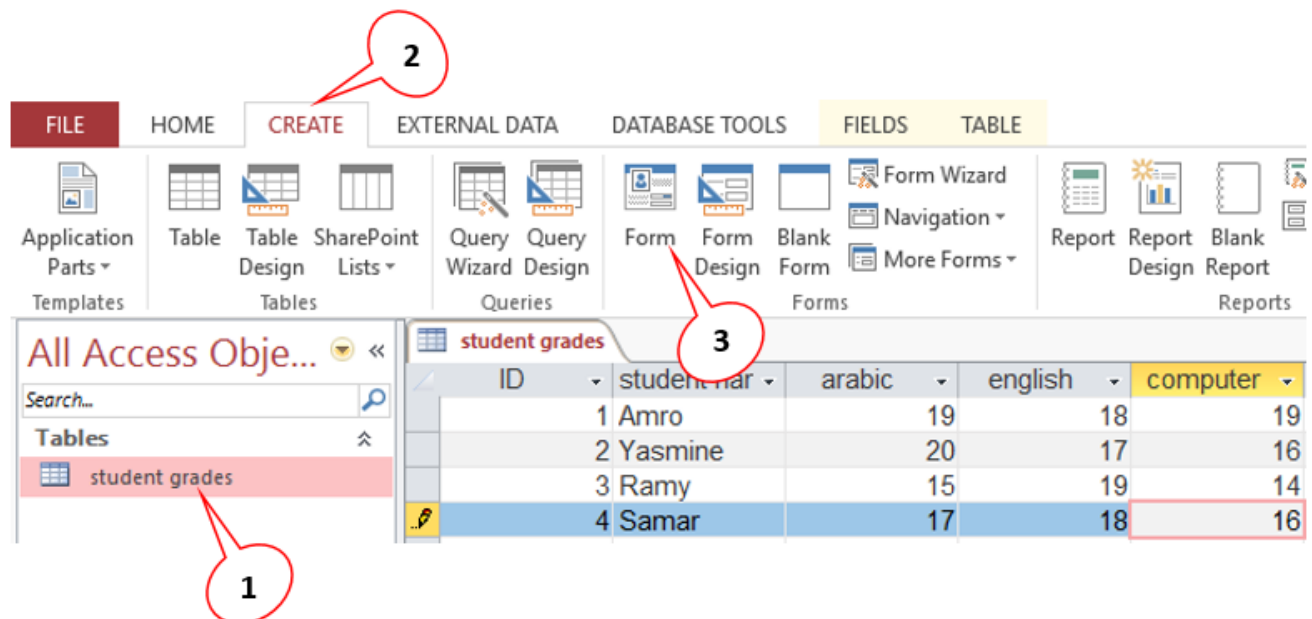 2
FILE HOME CREATE EXTERNAL DATA DATABASE TOOLS FIELDS TABLE
Application Parts Table Table Design SharePoint Lists Query Wizard Query Design Form Form Design Blank Form Form Wizard Navigation More Forms Report Report Design Blank Report
Templates Tables Queries Forms Reports
3
All Access Obje... «
Search...
Tables
student grades
1
student grades
ID student nar arabic english computer
1 Amro 19 18 19
2 Yasmine 20 17 16
3 Ramy 15 19 14
4 Samar 17 18 16